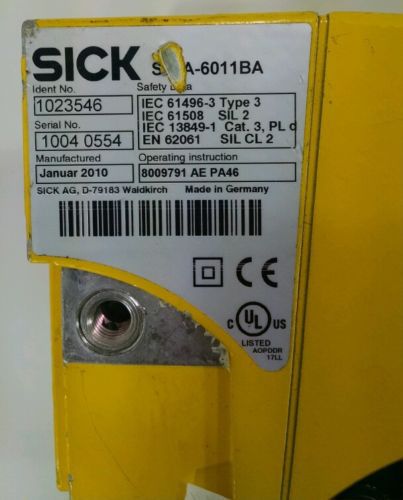 SICK
Ident No.
1023546
Serial No.
1004 0554
Manufactured
Januar 2010
Safety
IEC 61496-3 Type 3
IEC 61508 SIL 2
IEC 13849-1 Cat. 3, PL d
EN 62061 SIL CL 2
Operating instruction
8009791 AE PA46
SICK AG, D-79183 Waldkirch Made in Germany
CE
C UL US
LISTED
AOPDDR
17LL